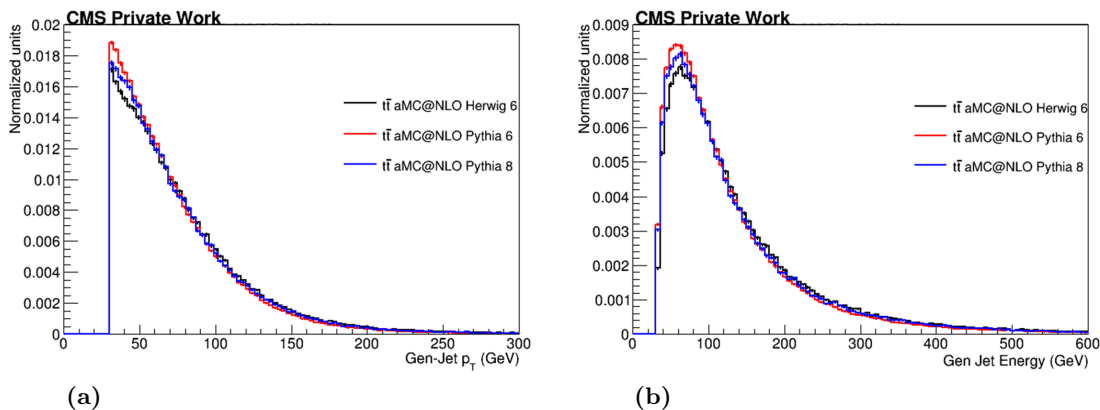 CMS Private Work
Normalized units
0.02
0.018
0.016
0.014
0.012
0.01
0.008
0.006
0.004
0.002
0
tt̅ aMC@NLO Herwig 6
tt̅ aMC@NLO Pythia 6
tt̅ aMC@NLO Pythia 8
0 50 100 150 200 250 300
Gen-Jet p_T (GeV)
(a)
CMS Private Work
Normalized units
0.009
0.008
0.007
0.006
0.005
0.004
0.003
0.002
0.001
0
tt̅ aMC@NLO Herwig 6
tt̅ aMC@NLO Pythia 6
tt̅ aMC@NLO Pythia 8
0 100 200 300 400 500 600
Gen Jet Energy (GeV)
(b)